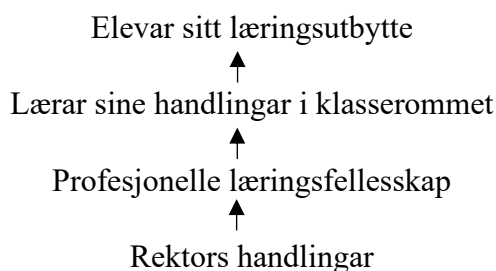 Elevar sitt læringsutbytte
Lærar sine handlingar i klasserommet
Profesjonelle læringsfellesskap
Rektors handlingar